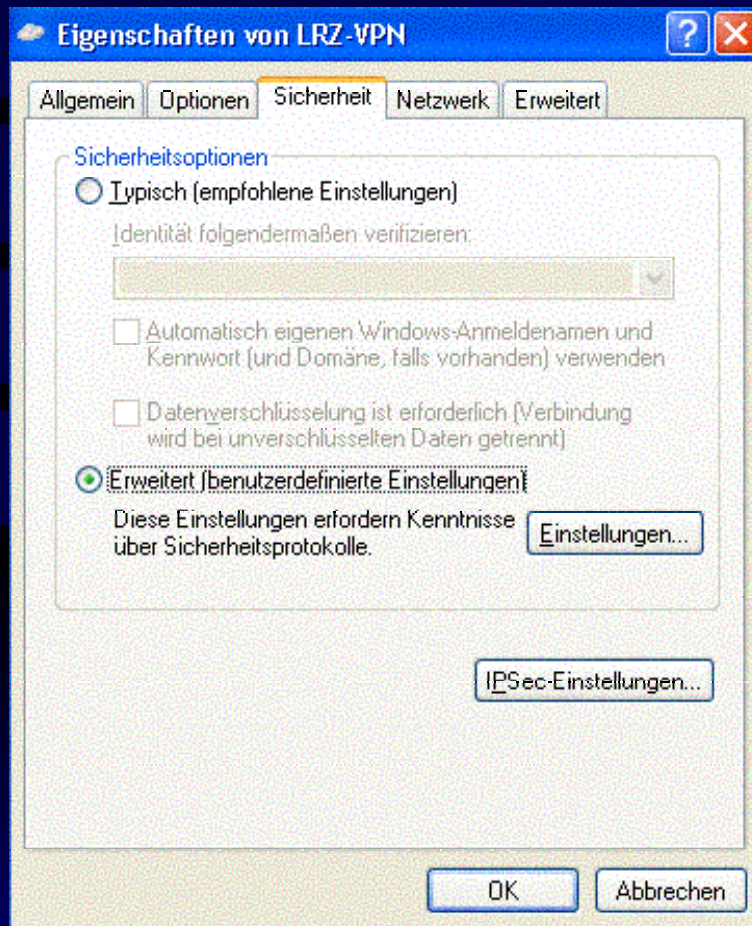 Eigenschaften von LRZ-VPN
Allgemein Optionen Sicherheit Netzwerk Erweitert
Sicherheitsoptionen
Typisch (empfohlene Einstellungen)
Identität folgendermaßen verifizieren:
Automatisch eigenen Windows-Anmeldenamen und
Kennwort (und Domäne, falls vorhanden) verwenden
Datenverschlüsselung ist erforderlich (Verbindung
wird bei unverschlüsselten Daten getrennt)
Erweitert (benutzerdefinierte Einstellungen)
Diese Einstellungen erfordern Kenntnisse
über Sicherheitsprotokolle.
Einstellungen...
IPSec-Einstellungen...
OK Abbrechen